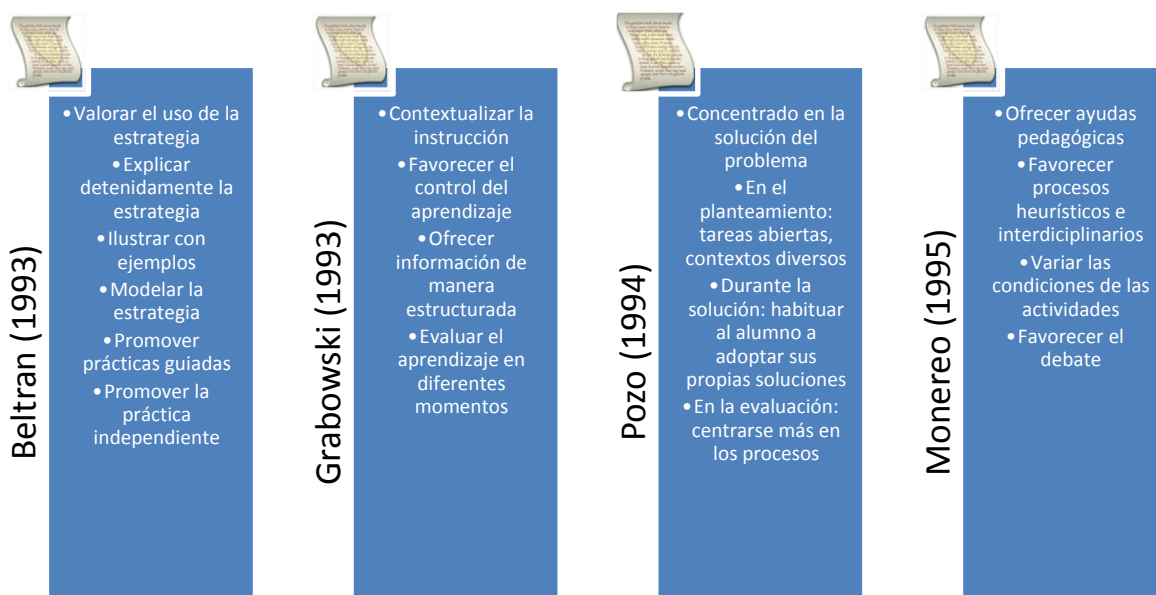 Beltran (1993)
•Valorar el uso de la
estrategia
•Explicar
detenidamente la
estrategia
•Ilustrar con
ejemplos
•Modelar la
estrategia
•Promover
prácticas guiadas
•Promover la
práctica
independiente
Grabowski (1993)
•Contextualizar la
instrucción
•Favorecer el
control del
aprendizaje
•Ofrecer
información de
manera
estructurada
•Evaluar el
aprendizaje en
diferentes
momentos
Pozo (1994)
•Concentrado en la
solución del
problema
•En el
planteamiento:
tareas abiertas,
contextos diversos
•Durante la
solución: habituar
al alumno a
adoptar sus
propias soluciones
•En la evaluación:
centrarse más en
los procesos
Monereo (1995)
•Ofrecer ayudas
pedagógicas
•Favorecer
procesos
heurísticos e
interdiciplinarios
•Variar las
condiciones de las
actividades
•Favorecer el
debate